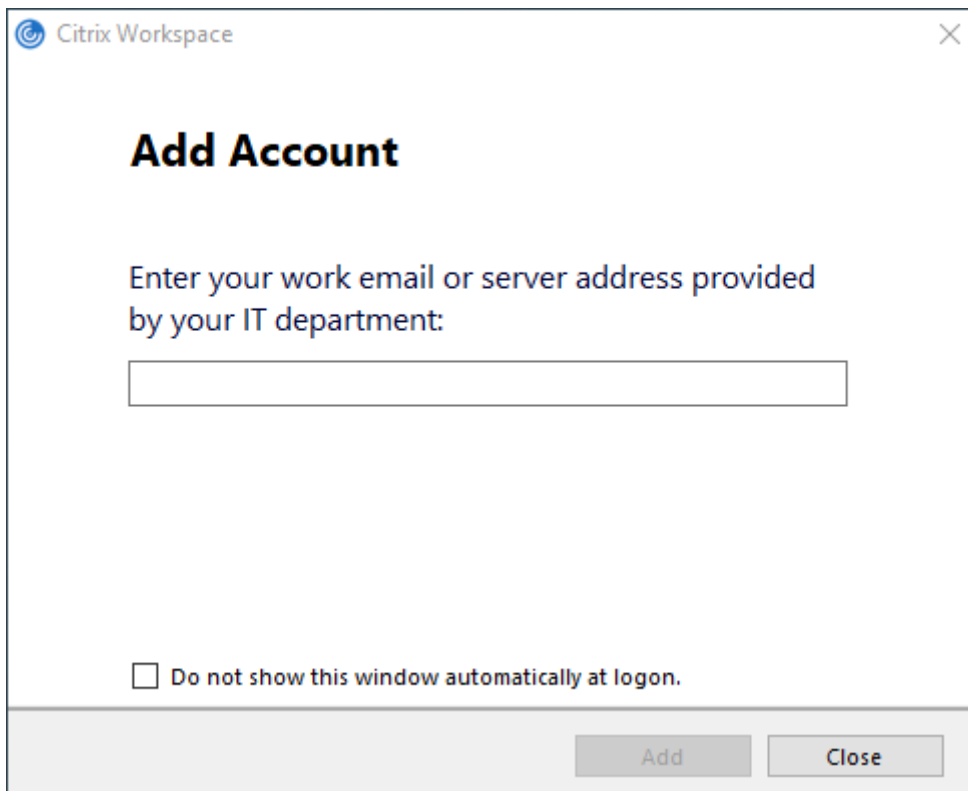 Citrix Workspace
Add Account
Enter your work email or server address provided
by your IT department:
Do not show this window automatically at logon.
Add
Close